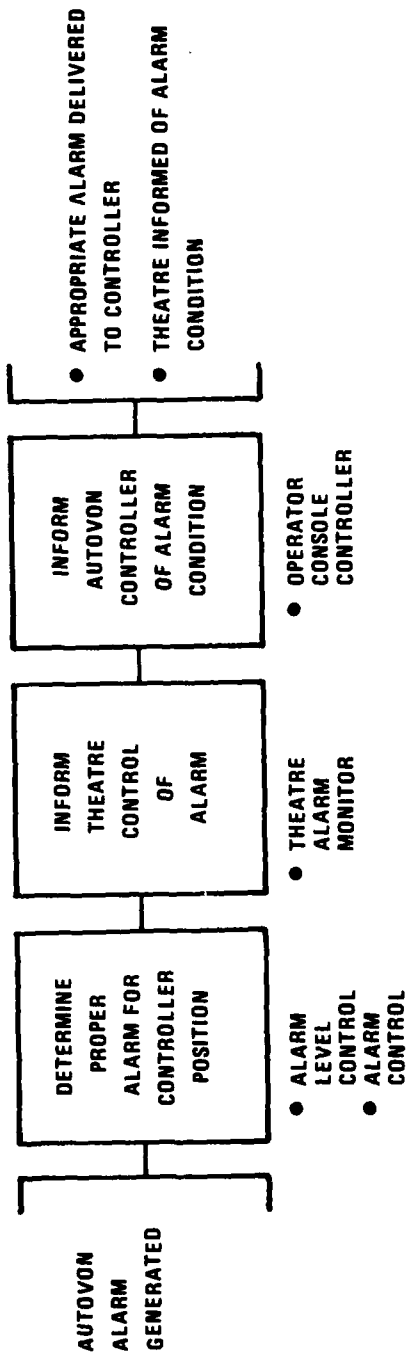 AUTOVON
ALARM
GENERATED
DETERMINE
PROPER
ALARM FOR
CONTROLLER
POSITION
● ALARM
LEVEL
CONTROL
● ALARM
CONTROL
INFORM
THEATRE
CONTROL
OF
ALARM
● THEATRE
ALARM
MONITOR
INFORM
AUTOVON
CONTROLLER
OF ALARM
CONDITION
● OPERATOR
CONSOLE
CONTROLLER
● APPROPRIATE ALARM DELIVERED
TO CONTROLLER
● THEATRE INFORMED OF ALARM
CONDITION